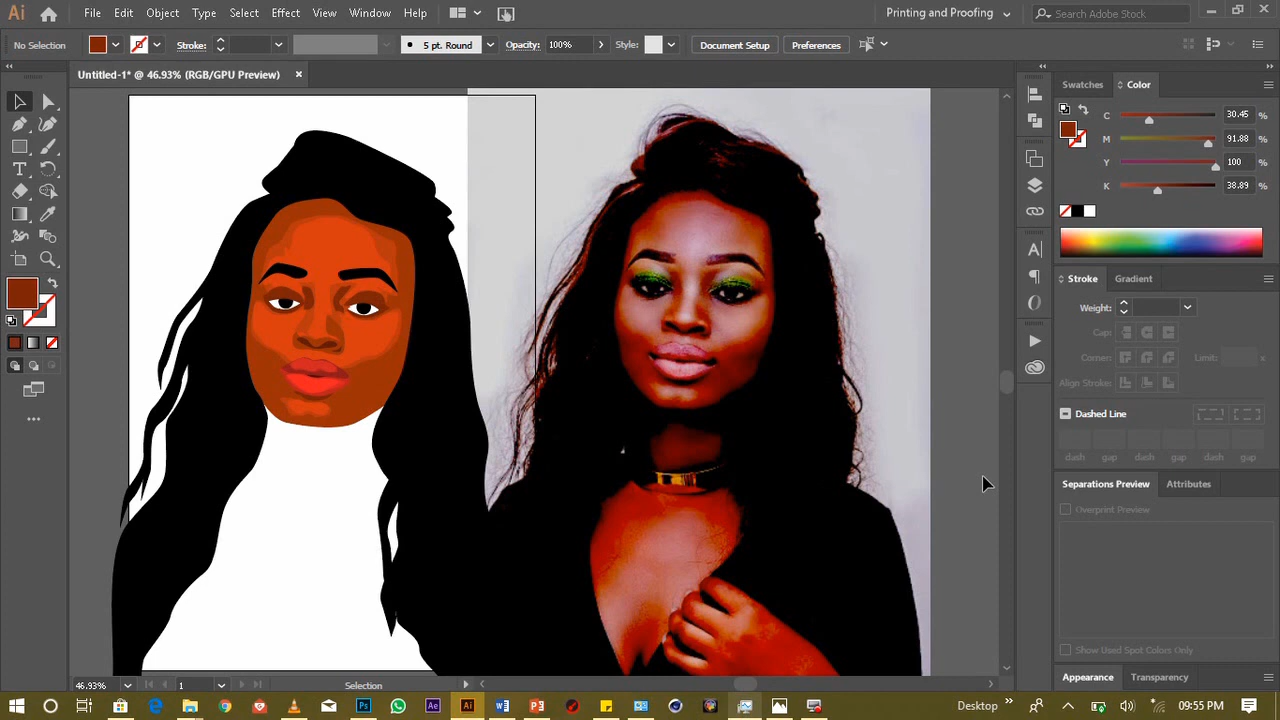 Ai File Edit Object Type Select Effect View Window Help Printing and Proofing Search Adobe Stock
No Selection Stroke: 5 pt. Round Opacity: 100% Style: Document Setup Preferences
Untitled-1* @ 46.93% (RGB/GPU Preview)
Swatches Color
C 30.45 %
M 91.88 %
Y 100 %
K 38.89 %
Stroke Gradient
Weight:
Cap:
Corner: Limit: x
Align Stroke:
Dashed Line
dash gap dash gap dash gap
Separations Preview Attributes
Overprint Preview
Show Used Spot Colors Only
Appearance Transparency
46.93% 1 Selection
Ps Ae Ai Desktop 09:55 PM